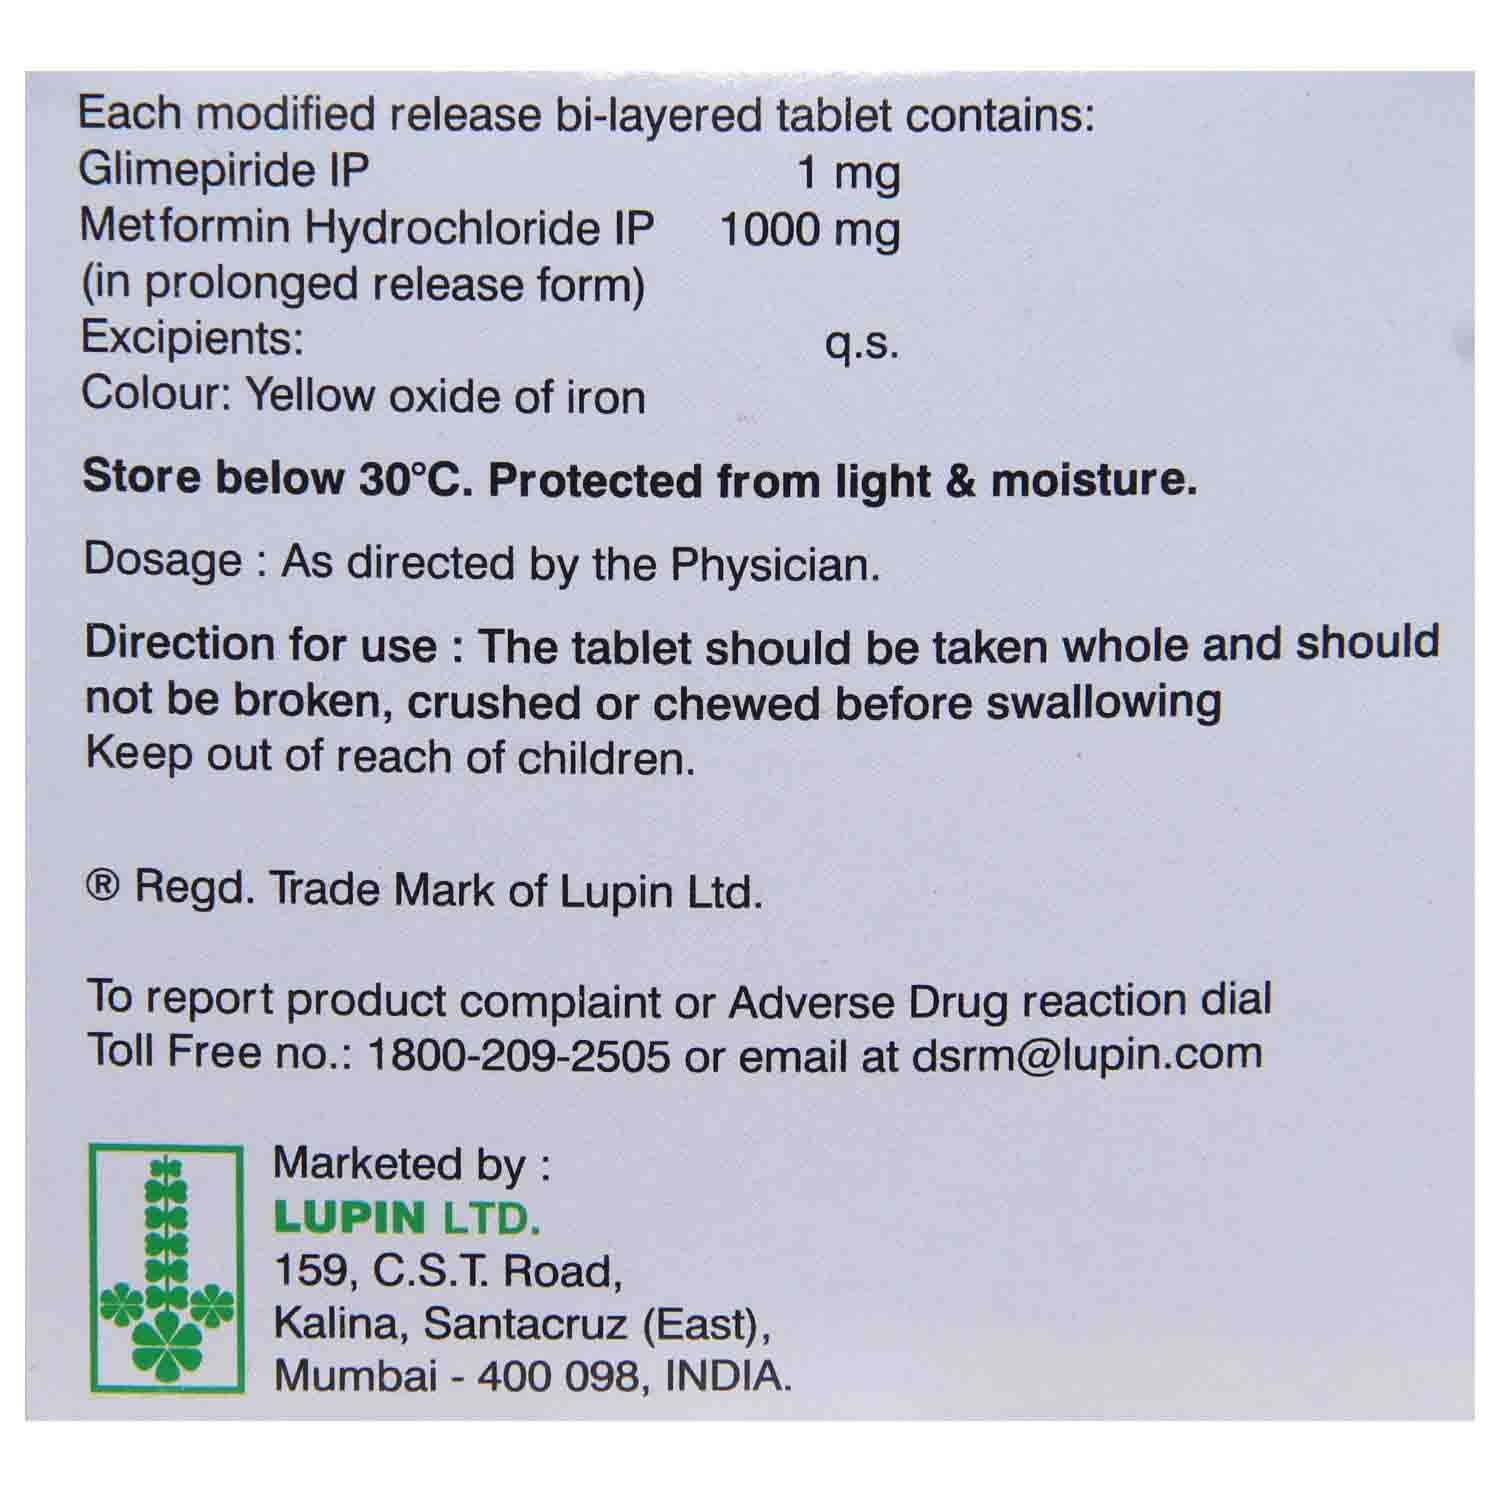 Each modified release bi-layered tablet contains:
Glimepiride IP 1 mg
Metformin Hydrochloride IP 1000 mg
(in prolonged release form)
Excipients: q.s.
Colour: Yellow oxide of iron
Store below 30°C. Protected from light & moisture.
Dosage : As directed by the Physician.
Direction for use : The tablet should be taken whole and should
not be broken, crushed or chewed before swallowing
Keep out of reach of children.
® Regd. Trade Mark of Lupin Ltd.
To report product complaint or Adverse Drug reaction dial
Toll Free no.: 1800-209-2505 or email at dsrm@lupin.com
Marketed by :
LUPIN LTD.
159, C.S.T. Road,
Kalina, Santacruz (East),
Mumbai - 400 098, INDIA.